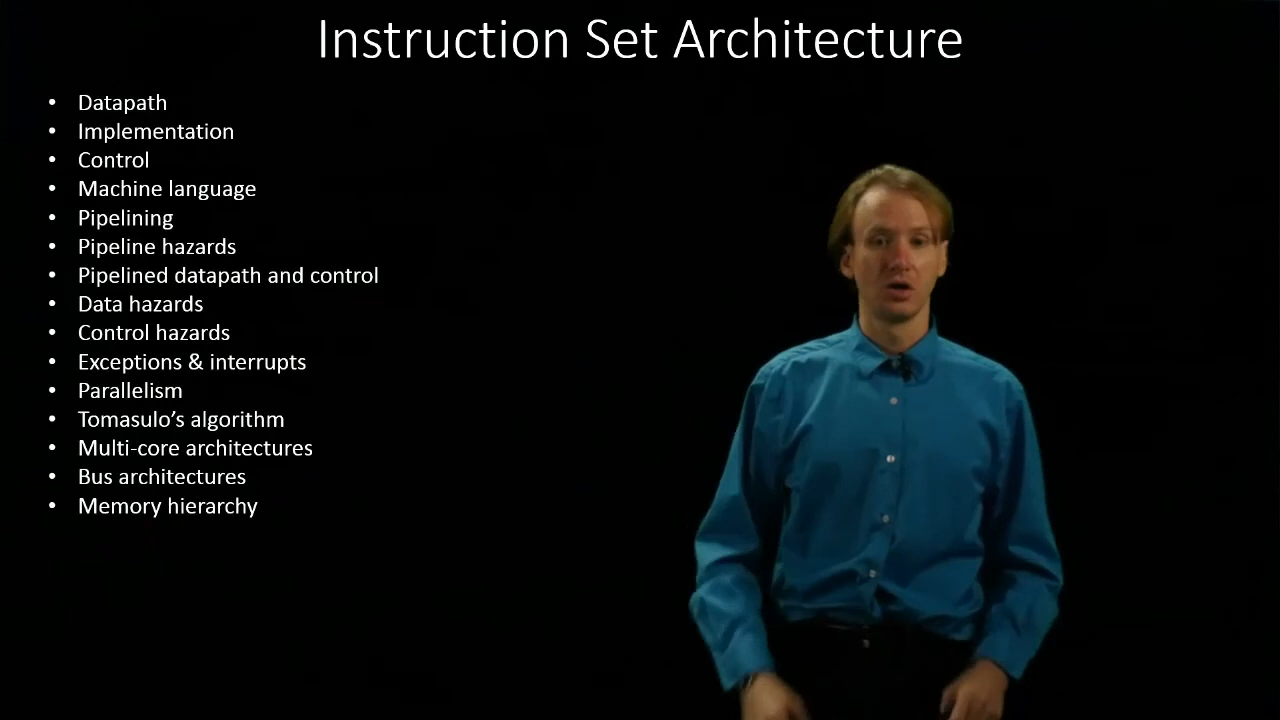 Instruction Set Architecture
• Datapath
• Implementation
• Control
• Machine language
• Pipelining
• Pipeline hazards
• Pipelined datapath and control
• Data hazards
• Control hazards
• Exceptions & interrupts
• Parallelism
• Tomasulo’s algorithm
• Multi-core architectures
• Bus architectures
• Memory hierarchy